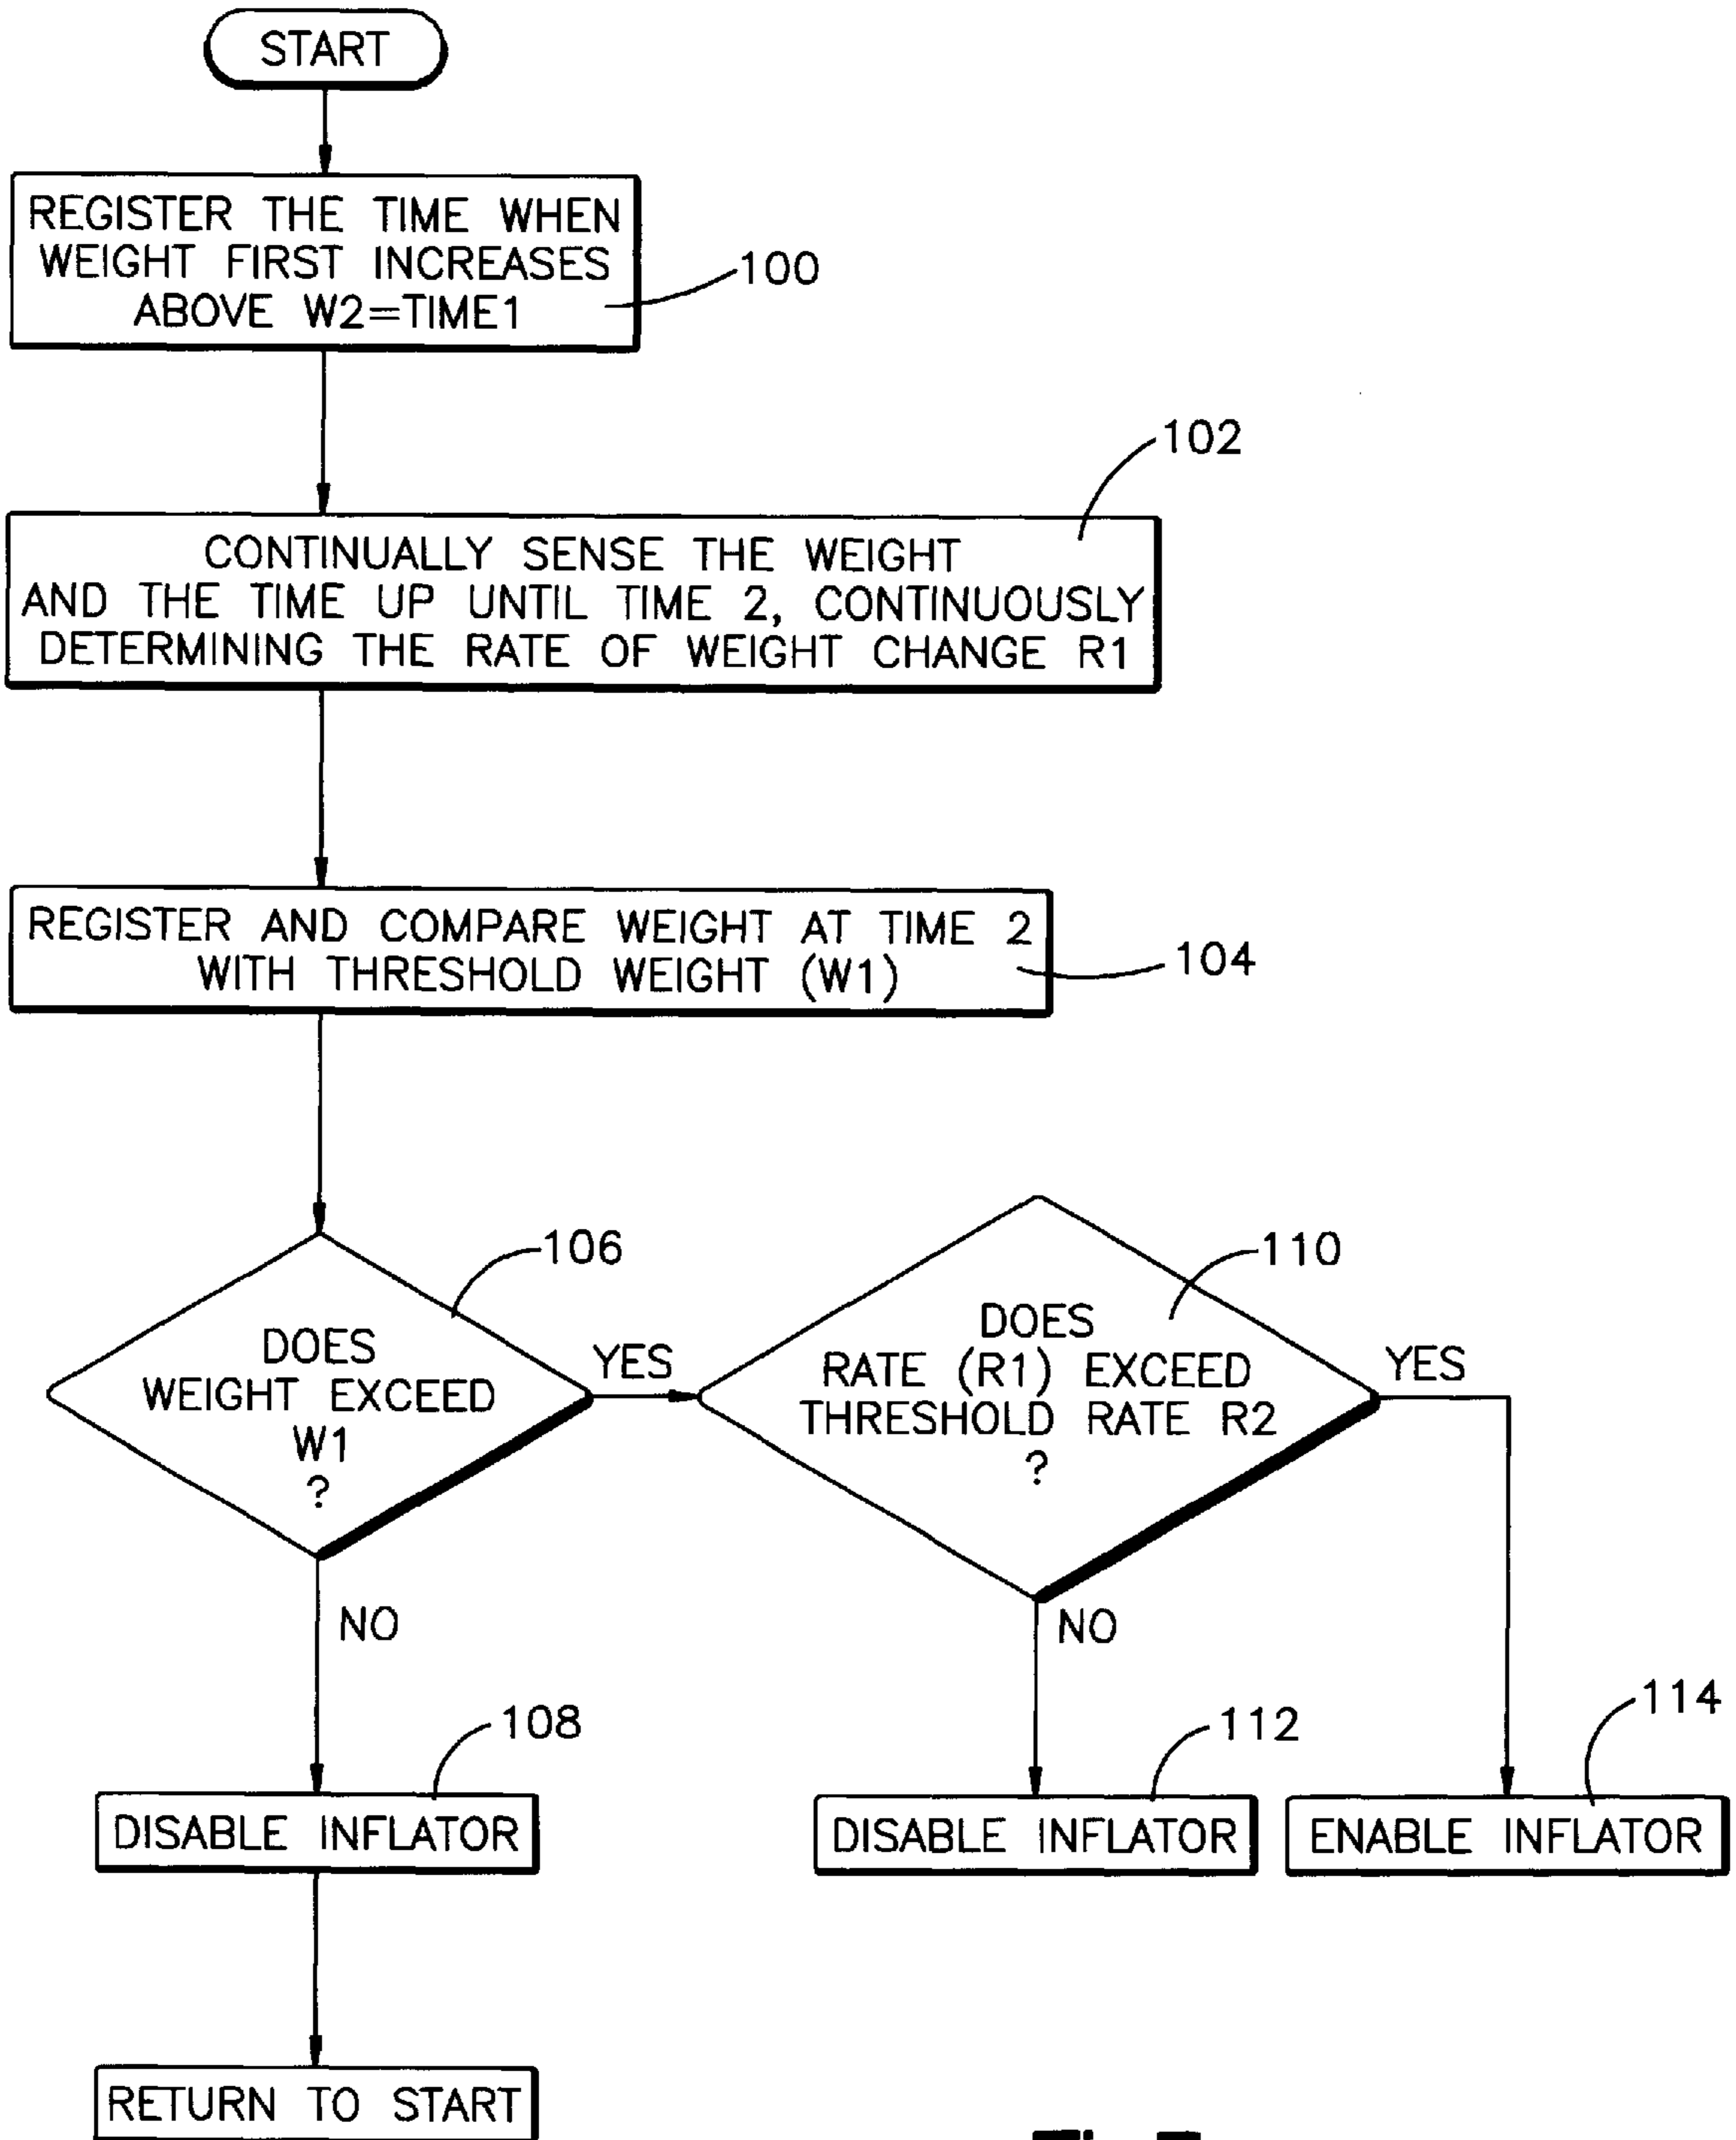 START
REGISTER THE TIME WHEN
WEIGHT FIRST INCREASES
ABOVE W2=TIME1
100
102
CONTINUALLY SENSE THE WEIGHT
AND THE TIME UP UNTIL TIME 2, CONTINUOUSLY
DETERMINING THE RATE OF WEIGHT CHANGE R1
REGISTER AND COMPARE WEIGHT AT TIME 2
WITH THRESHOLD WEIGHT (W1)
104
106
DOES
WEIGHT EXCEED
W1
?
YES
NO
110
DOES
RATE (R1) EXCEED
THRESHOLD RATE R2
?
YES
NO
108
DISABLE INFLATOR
112
DISABLE INFLATOR
114
ENABLE INFLATOR
RETURN TO START